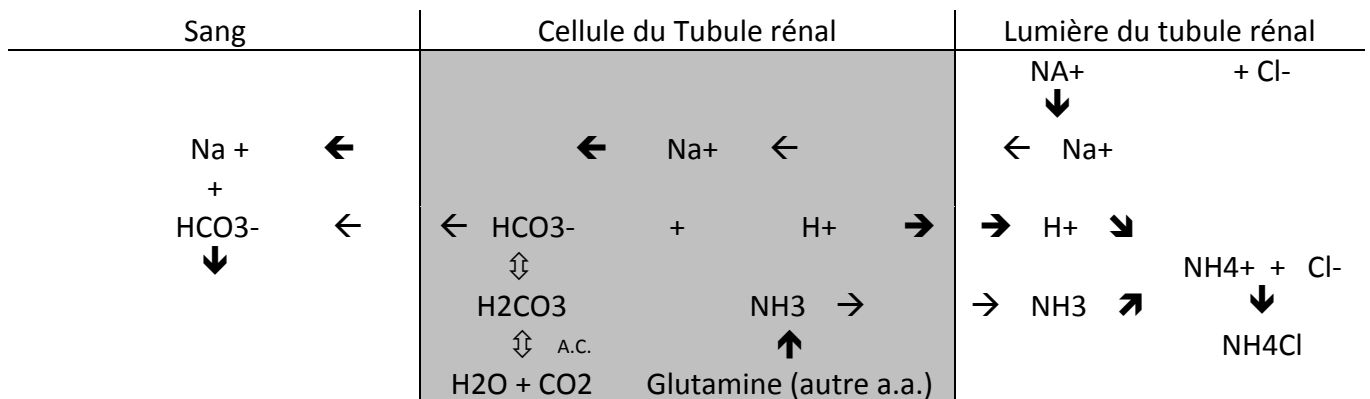 Sang Cellule du Tubule rénal Lumière du tubule rénal
NA+ + Cl-
Na + Na+ Na+
+
HCO3- HCO3- + H+ H+
NH4+ + Cl-
H2CO3 NH3 NH3
A.C. NH4Cl
H2O + CO2 Glutamine (autre a.a.)